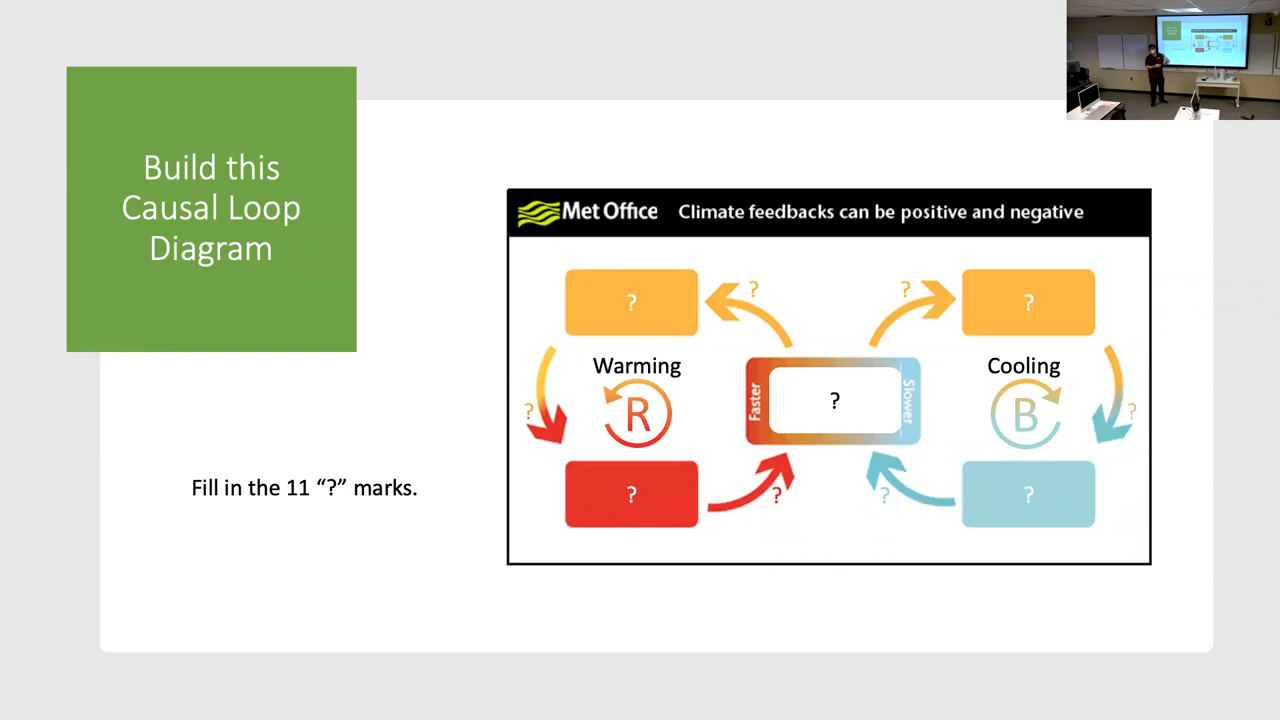 Build this
Causal Loop
Diagram
Fill in the 11 “?” marks.
Met Office Climate feedbacks can be positive and negative
? ? ? ?
Warming Cooling
Faster ? Slower
? R B ?
? ? ? ?